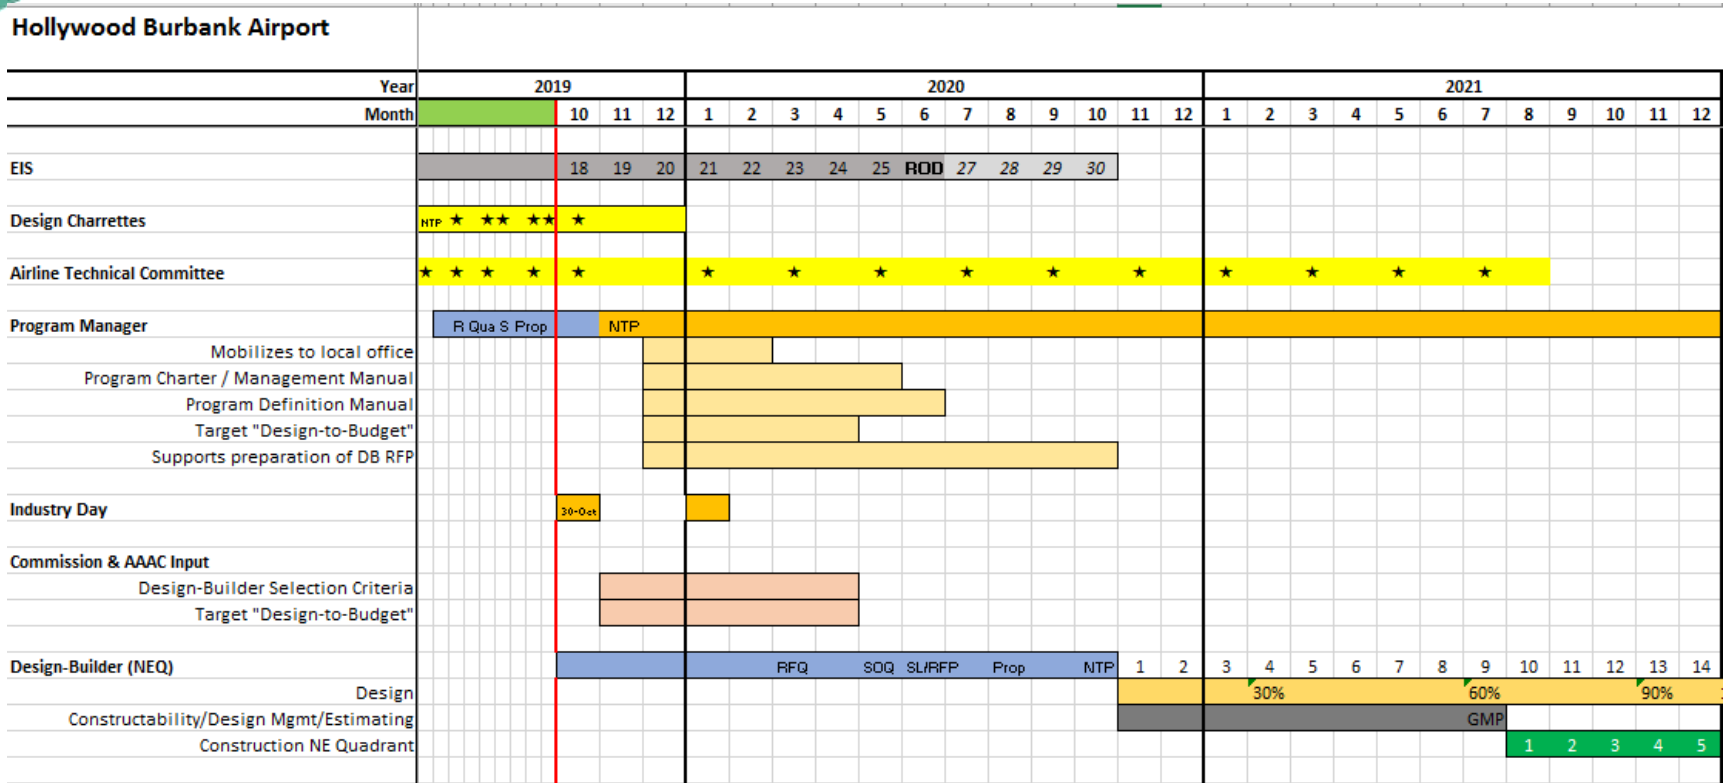 Hollywood Burbank Airport
Year 2019 2020 2021
Month 10 11 12 1 2 3 4 5 6 7 8 9 10 11 12 1 2 3 4 5 6 7 8 9 10 11 12
EIS 18 19 20 21 22 23 24 25 ROD 27 28 29 30
Design Charrettes NTP ★ ★★ ★★ ★
Airline Technical Committee ★ ★ ★ ★ ★ ★ ★ ★ ★ ★ ★ ★ ★ ★ ★
Program Manager R Qua S Prop NTP
Mobilizes to local office
Program Charter / Management Manual
Program Definition Manual
Target "Design-to-Budget"
Supports preparation of DB RFP
Industry Day 30-Oct
Commission & AAAC Input
Design-Builder Selection Criteria
Target "Design-to-Budget"
Design-Builder (NEQ) RFQ SOQ SL/RFP Prop NTP 1 2 3 4 5 6 7 8 9 10 11 12 13 14
Design 30% 60% 90%
Constructability/Design Mgmt/Estimating GMP
Construction NE Quadrant 1 2 3 4 5